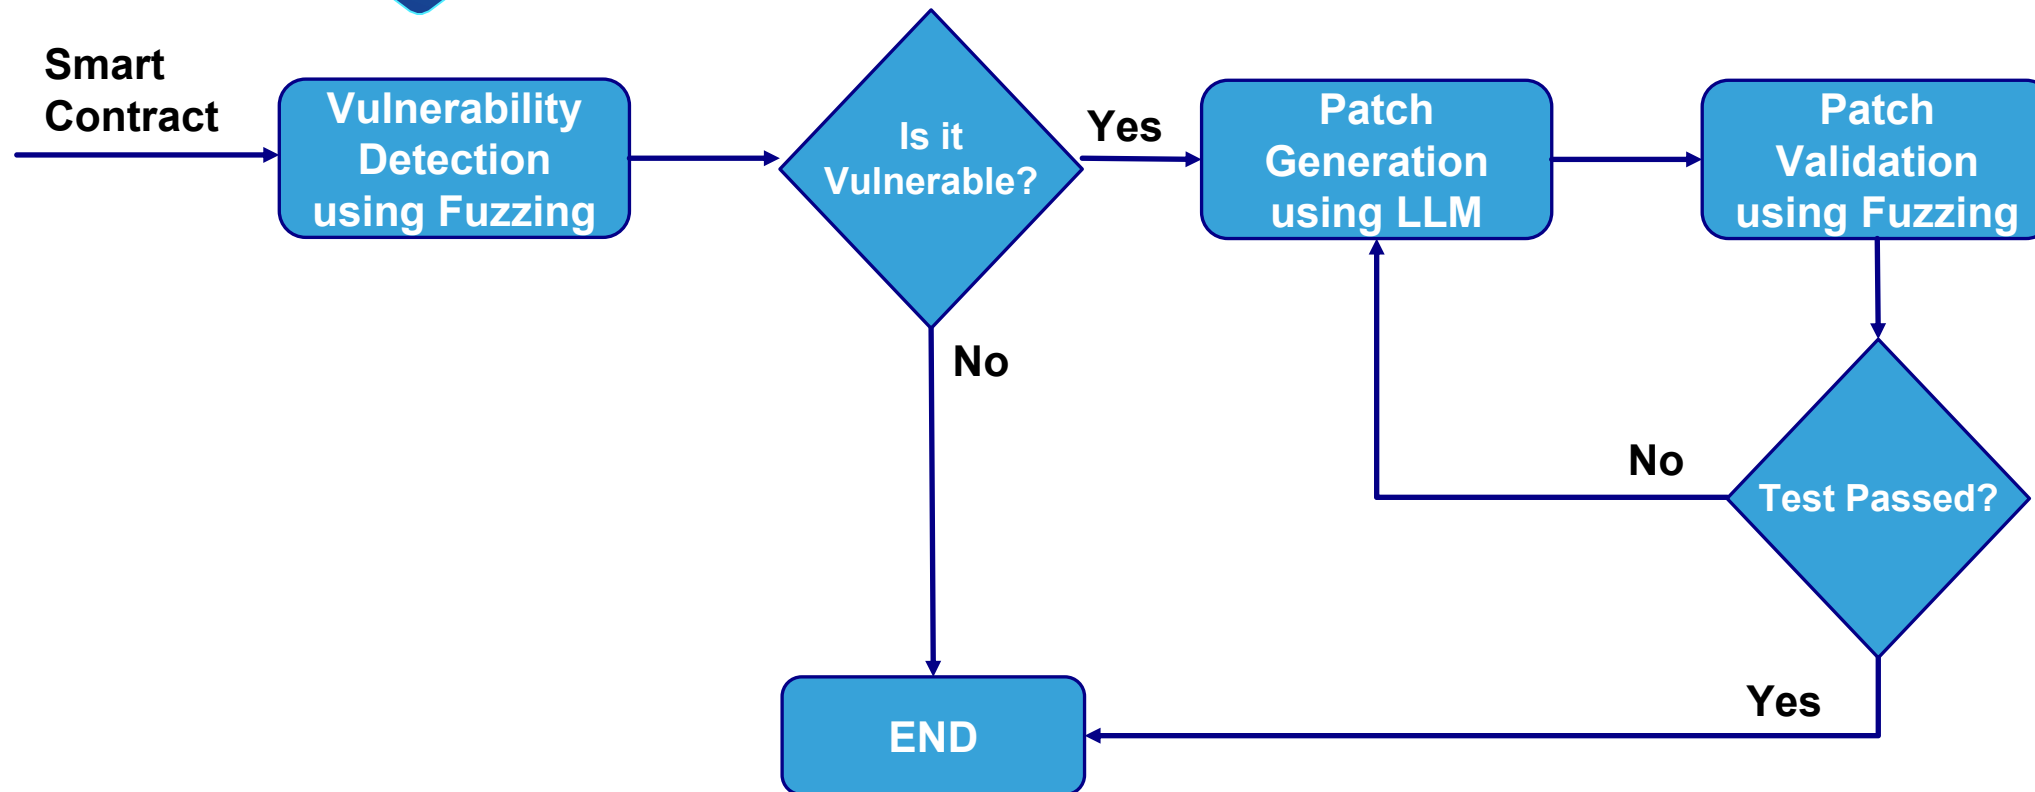 Smart
Contract
Vulnerability
Detection
using Fuzzing
Is it
Vulnerable?
Yes
Patch
Generation
using LLM
Patch
Validation
using Fuzzing
No
No
Test Passed?
Yes
END